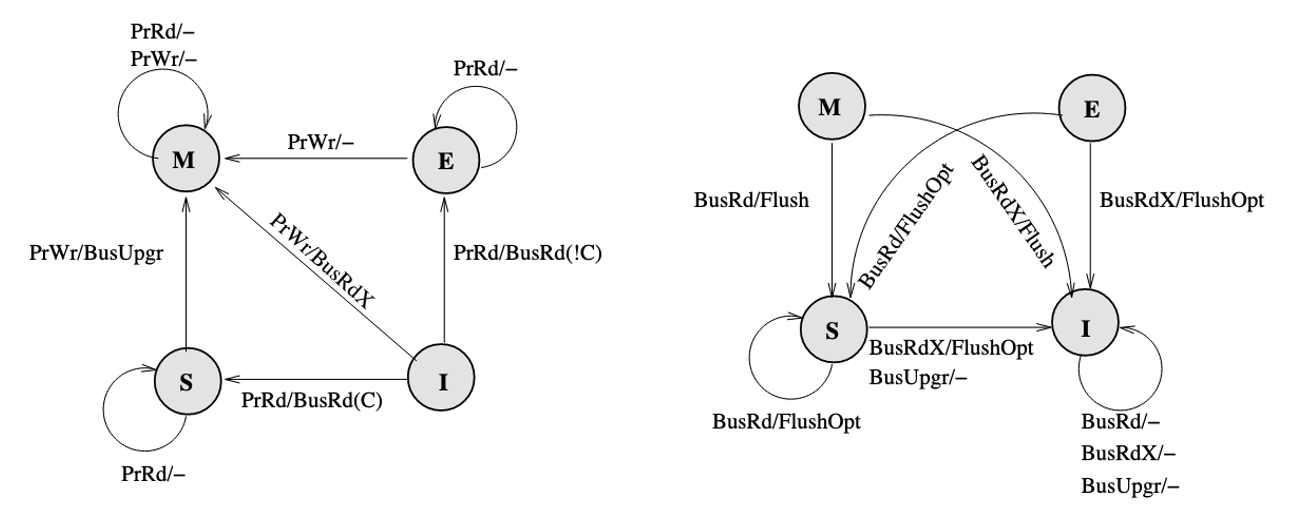 PrRd/–
PrWr/–
PrRd/–
M
PrWr/–
E
PrWr/BusUpgr
PrWr/BusRdX
PrRd/BusRd(!C)
S
PrRd/BusRd(C)
I
PrRd/–
M
E
BusRd/Flush
BusRd/FlushOpt
BusRdX/Flush
BusRdX/FlushOpt
S
I
BusRdX/FlushOpt
BusUpgr/–
BusRd/FlushOpt
BusRd/–
BusRdX/–
BusUpgr/–